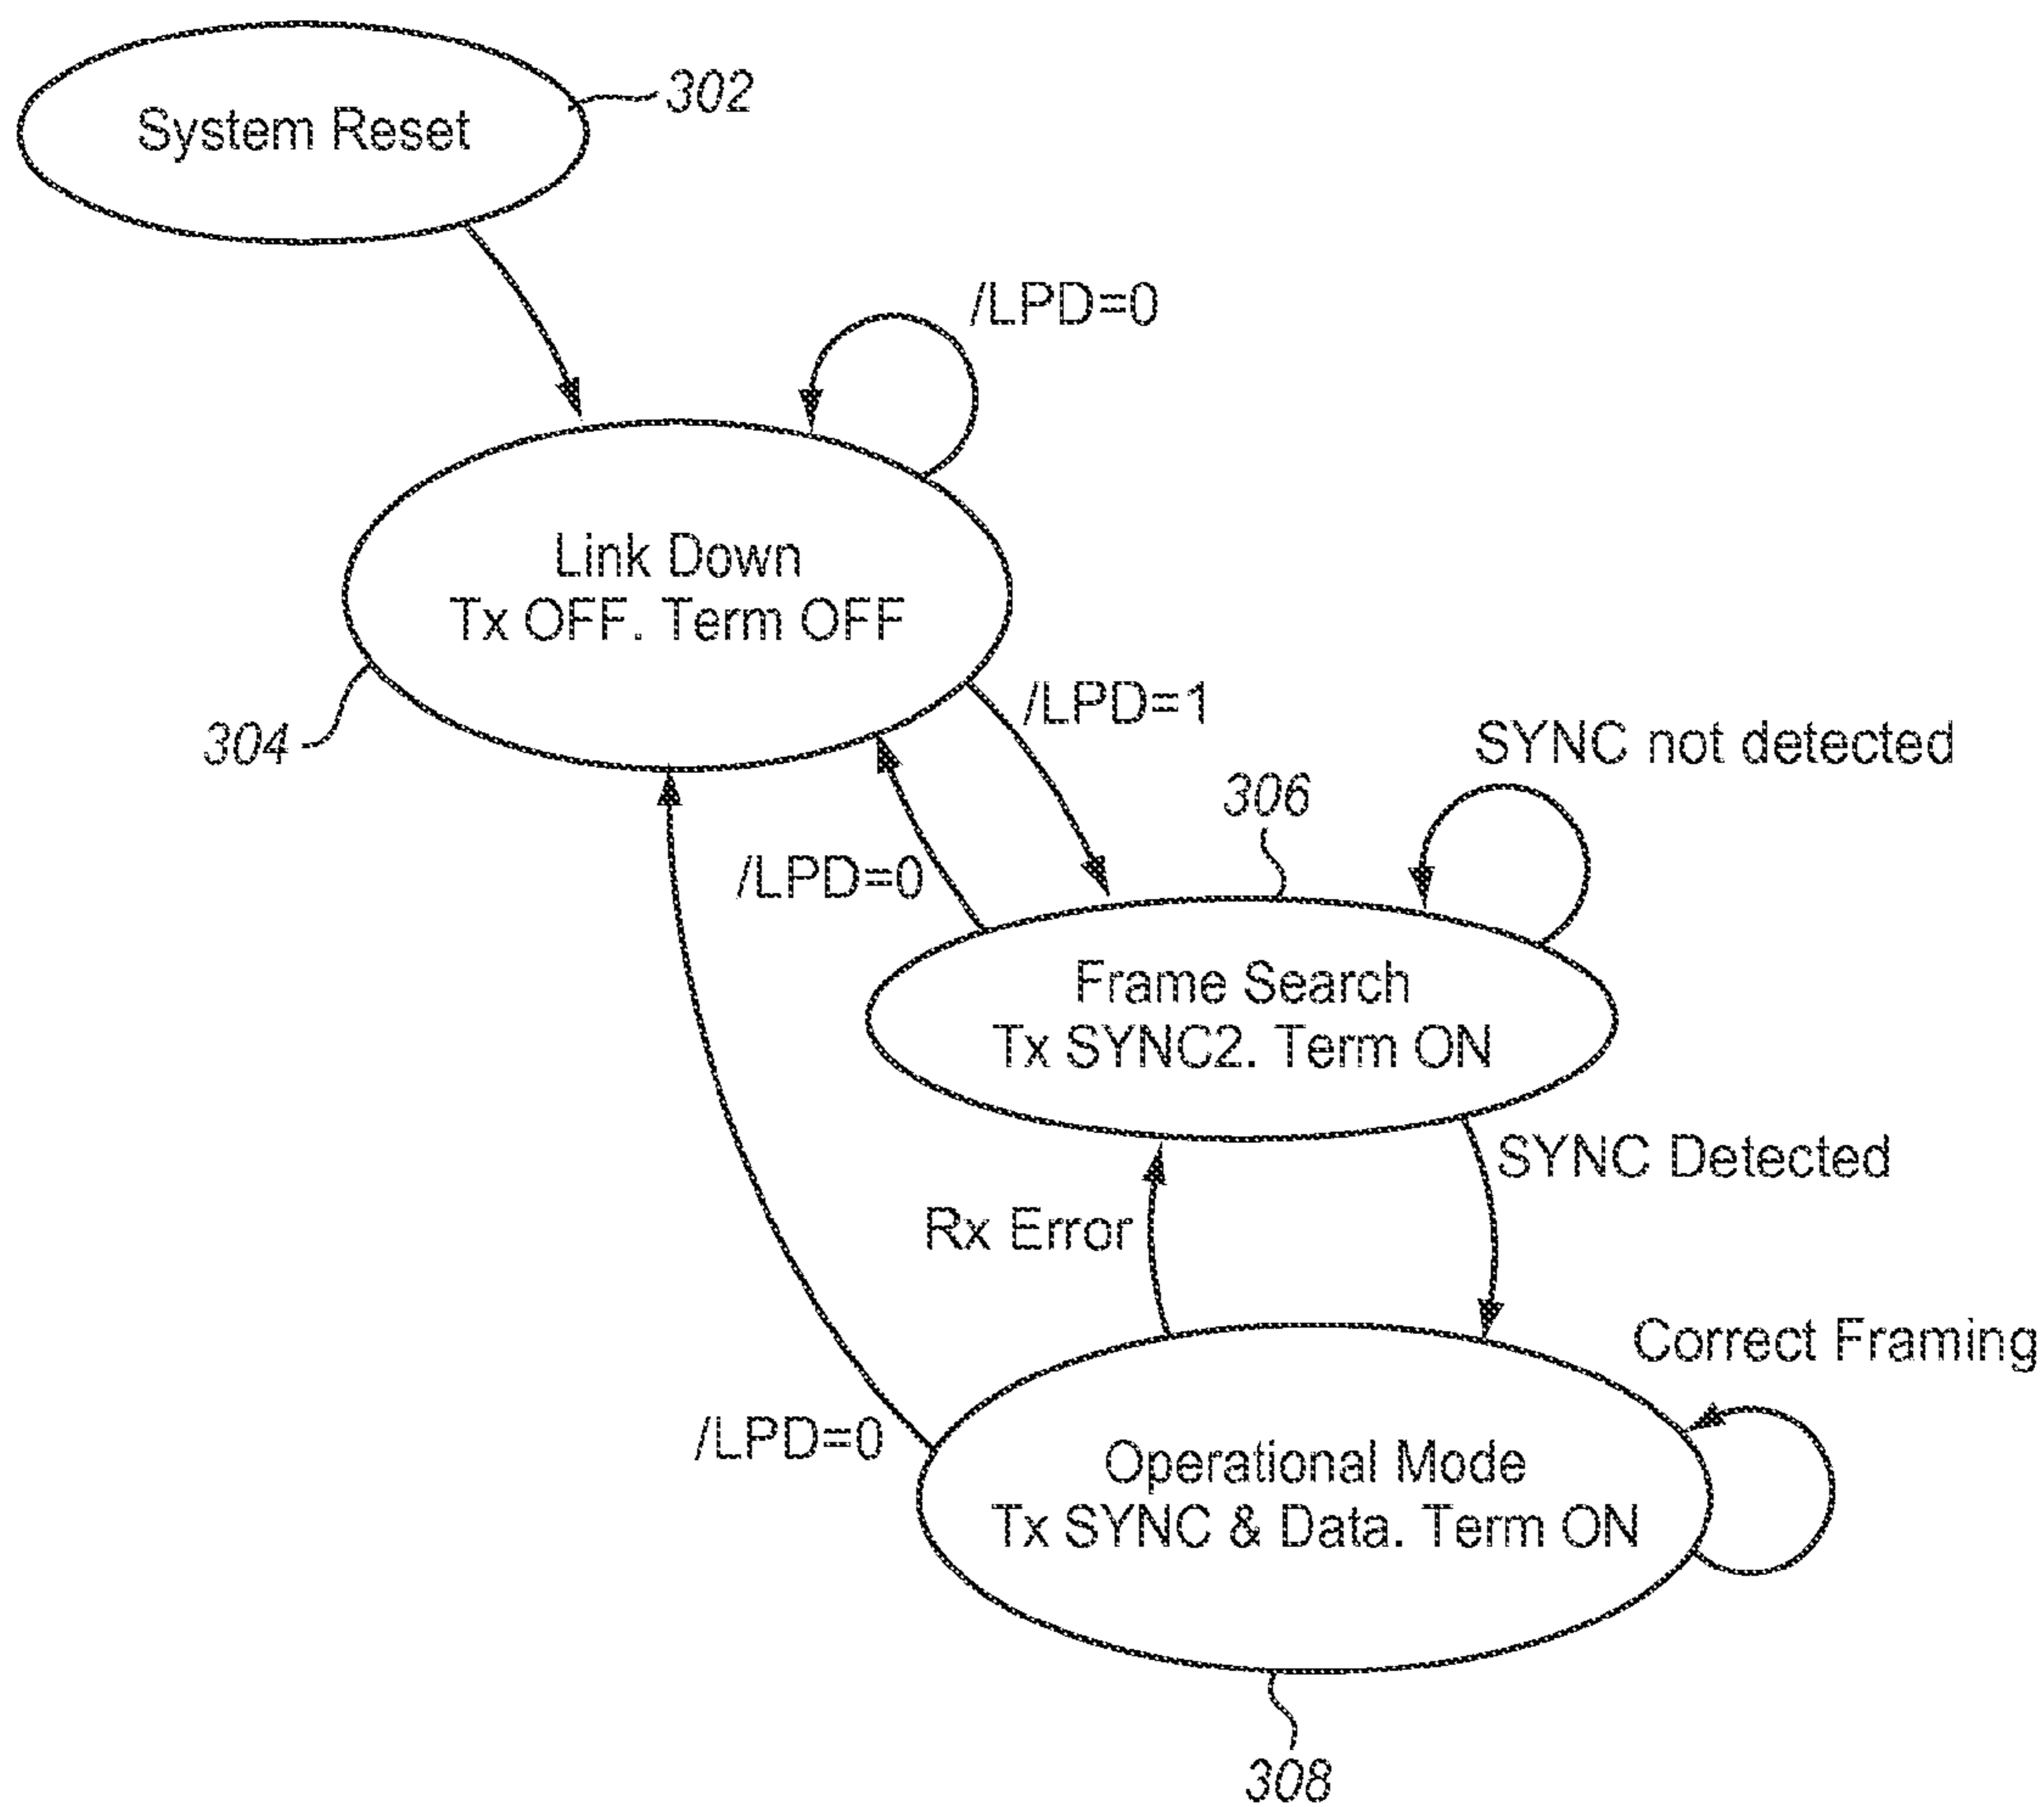 System Reset
302
/LPD=0
Link Down
Tx OFF. Term OFF
304
/LPD=1
SYNC not detected
306
/LPD=0
Frame Search
Tx SYNC2. Term ON
SYNC Detected
Rx Error
Correct Framing
/LPD=0
Operational Mode
Tx SYNC & Data. Term ON
308